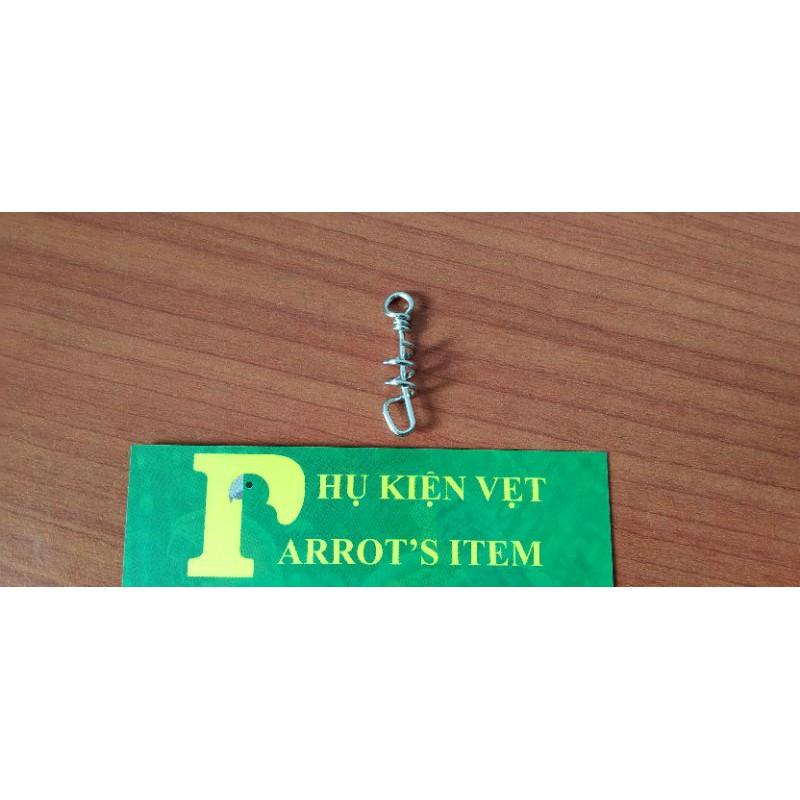 PHỤ KIỆN VẸT
PARROT'S ITEM